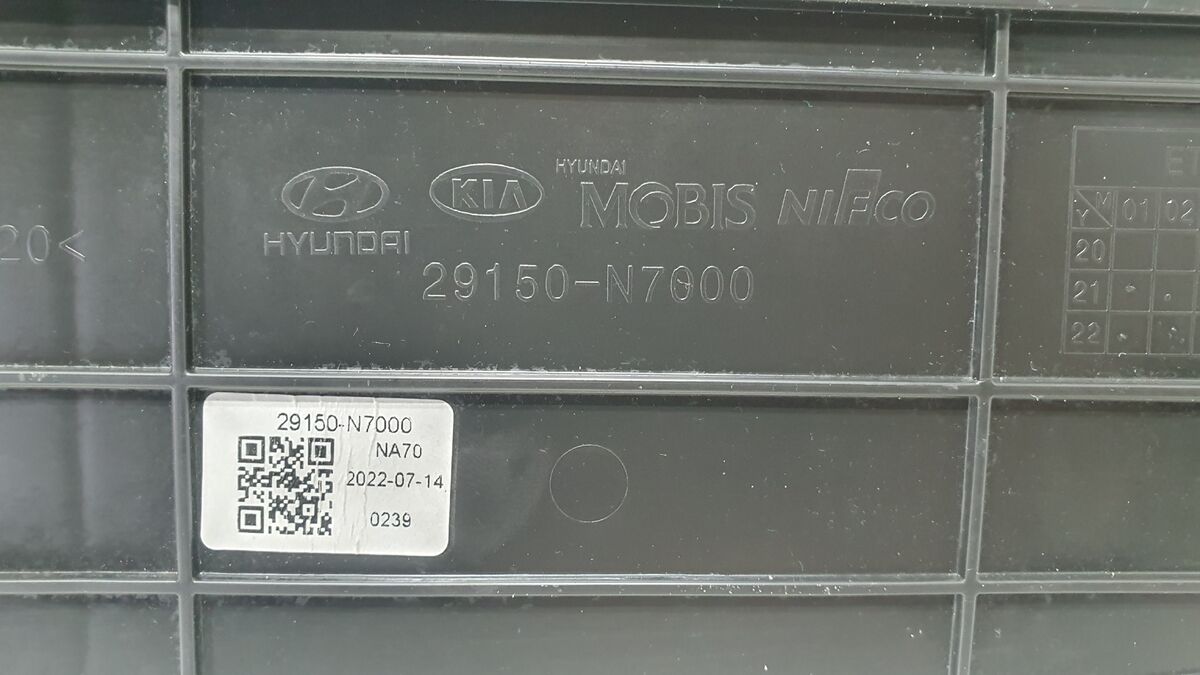 20<
HYUNDAI
KIA
HYUNDAI
MOBIS
NIFCO
29150-N7000
Y M 01 02
20
21
22
29150-N7000
NA70
2022-07-14
0239